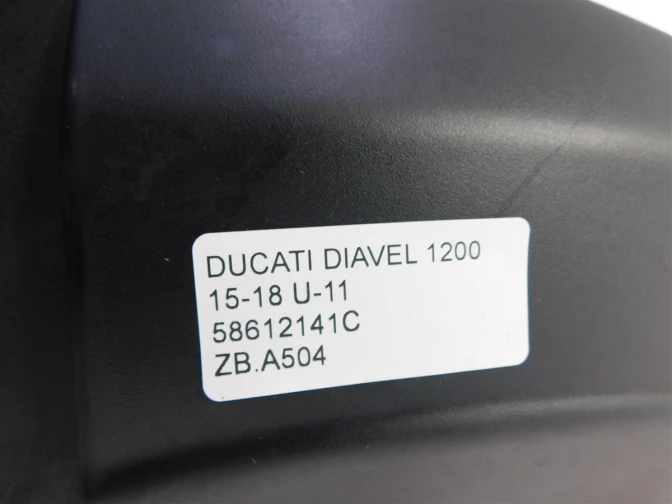 DUCATI DIAVEL 1200
15-18 U-11
58612141C
ZB.A504